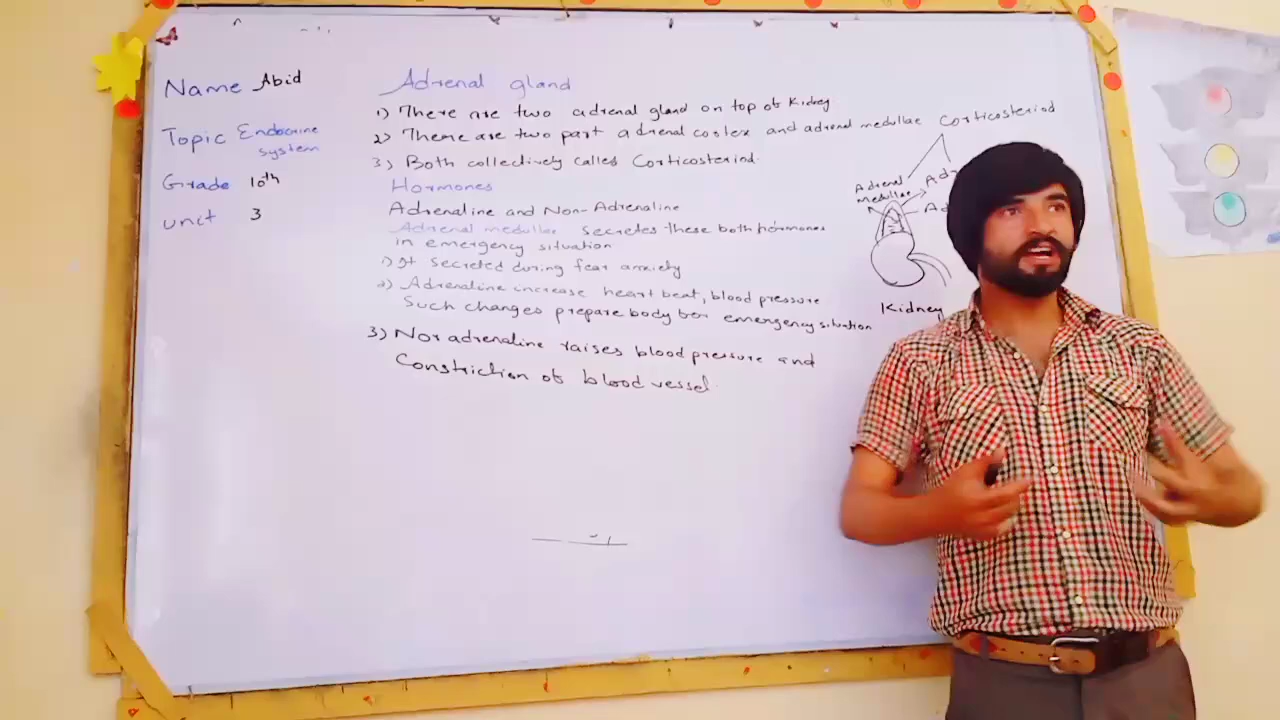 Name Abid
Topic Endocrine system
Grade 10th
Unit 3
Adrenal gland
1) There are two adrenal gland on top of Kidney
2) There are two part adrenal cortex and adrenal medullae
3) Both collectively called Corticosteriod.
Hormones
Adrenaline and Non-Adrenaline
Adrenal medullae secretes these both hormones
in emergency situation
1) It secreted during fear anxiety
2) Adrenaline increase heart beat, blood pressure
Such changes prepare body for emergency situation
3) Noradrenaline raises blood pressure and
Constriction of blood vessel.
Corticosteriod
Adrenal
medullae
Kidney